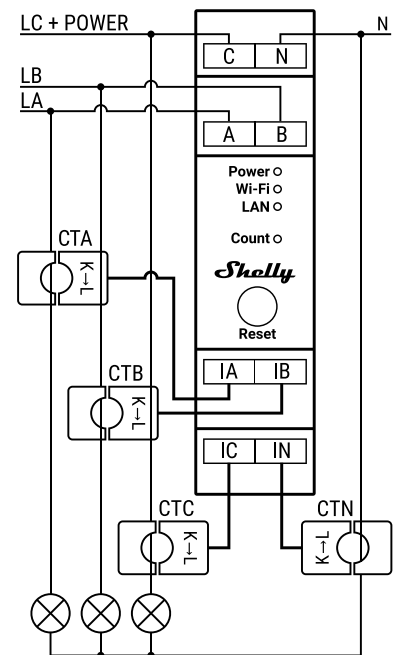 LC + POWER
N
C N
LB
LA
A B
Power
Wi-Fi
LAN
Count
Shelly
Reset
CTA
K→L
IA IB
CTB
K→L
IC IN
CTC
K→L
CTN
K→L